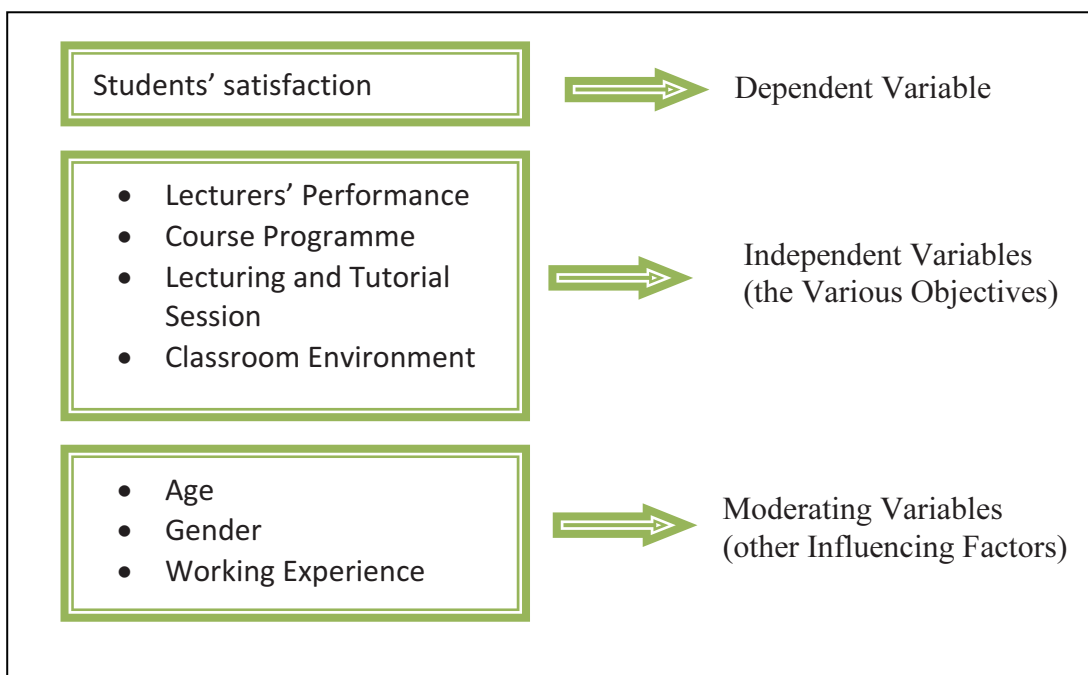 Students’ satisfaction
Dependent Variable
• Lecturers’ Performance
• Course Programme
• Lecturing and Tutorial
Session
• Classroom Environment
Independent Variables
(the Various Objectives)
• Age
• Gender
• Working Experience
Moderating Variables
(other Influencing Factors)